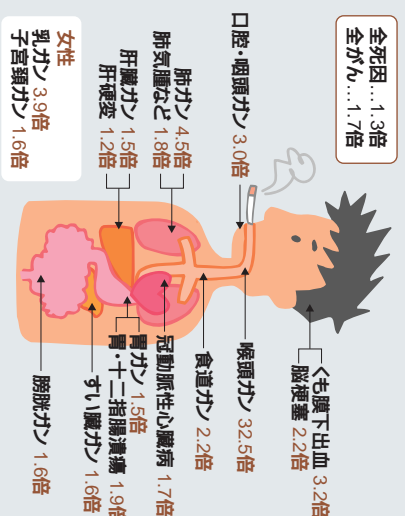 全死因…1.3倍
全がん…1.7倍
くも膜下出血 3.2倍
脳梗塞 2.2倍
口腔・咽頭ガン 3.0倍
喉頭ガン 32.5倍
食道ガン 2.2倍
肺ガン 4.5倍
肺気腫など 1.8倍
冠動脈性心臓病 1.7倍
肝臓ガン 1.5倍
肝硬変 1.2倍
胃ガン 1.5倍
胃・十二指腸潰瘍 1.9倍
すい臓ガン 1.6倍
膀胱ガン 1.6倍
女性
乳ガン 3.9倍
子宮頸ガン 1.6倍